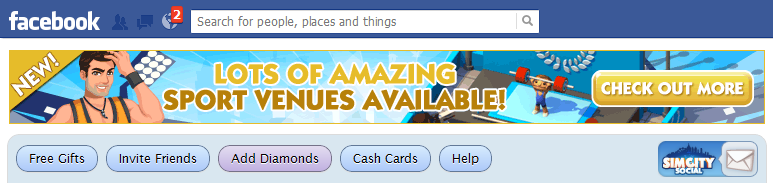 facebook
2
Search for people, places and things
NEW!
LOTS OF AMAZING
SPORT VENUES AVAILABLE!
CHECK OUT MORE
Free Gifts
Invite Friends
Add Diamonds
Cash Cards
Help
SIMCITY
SOCIAL